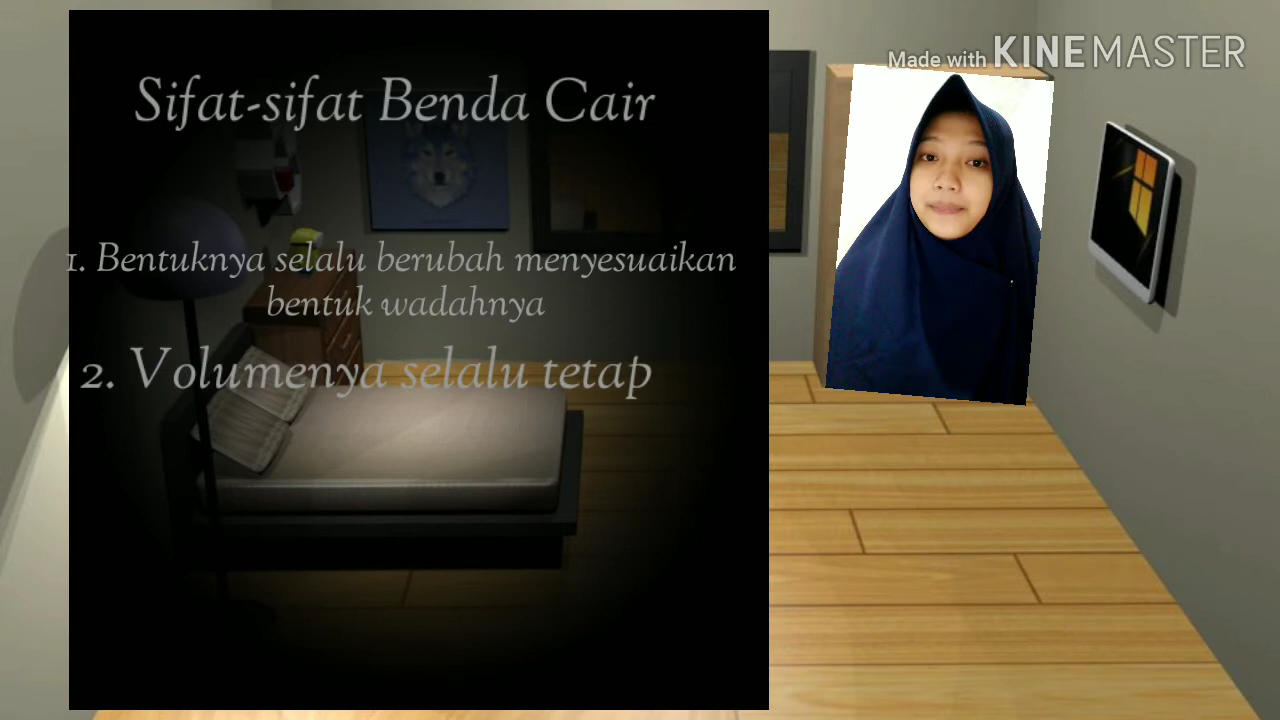 Made with KINEMASTER
Sifat-sifat Benda Cair
1. Bentuknya selalu berubah menyesuaikan
bentuk wadahnya
2. Volumenya selalu tetap